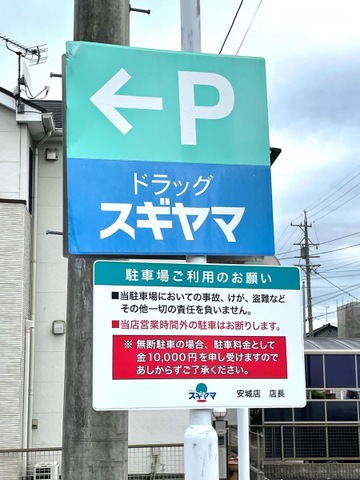 ←P
ドラッグ
スギヤマ
駐車場ご利用のお願い
■当駐車場においての事故、けが、盗難など
その他一切の責任を負いません。
■当店営業時間外の駐車はお断りします。
※ 無断駐車の場合、駐車料金として
金10,000円を申し受けますので
あしからずご了承ください。
スギヤマ 安城店 店長